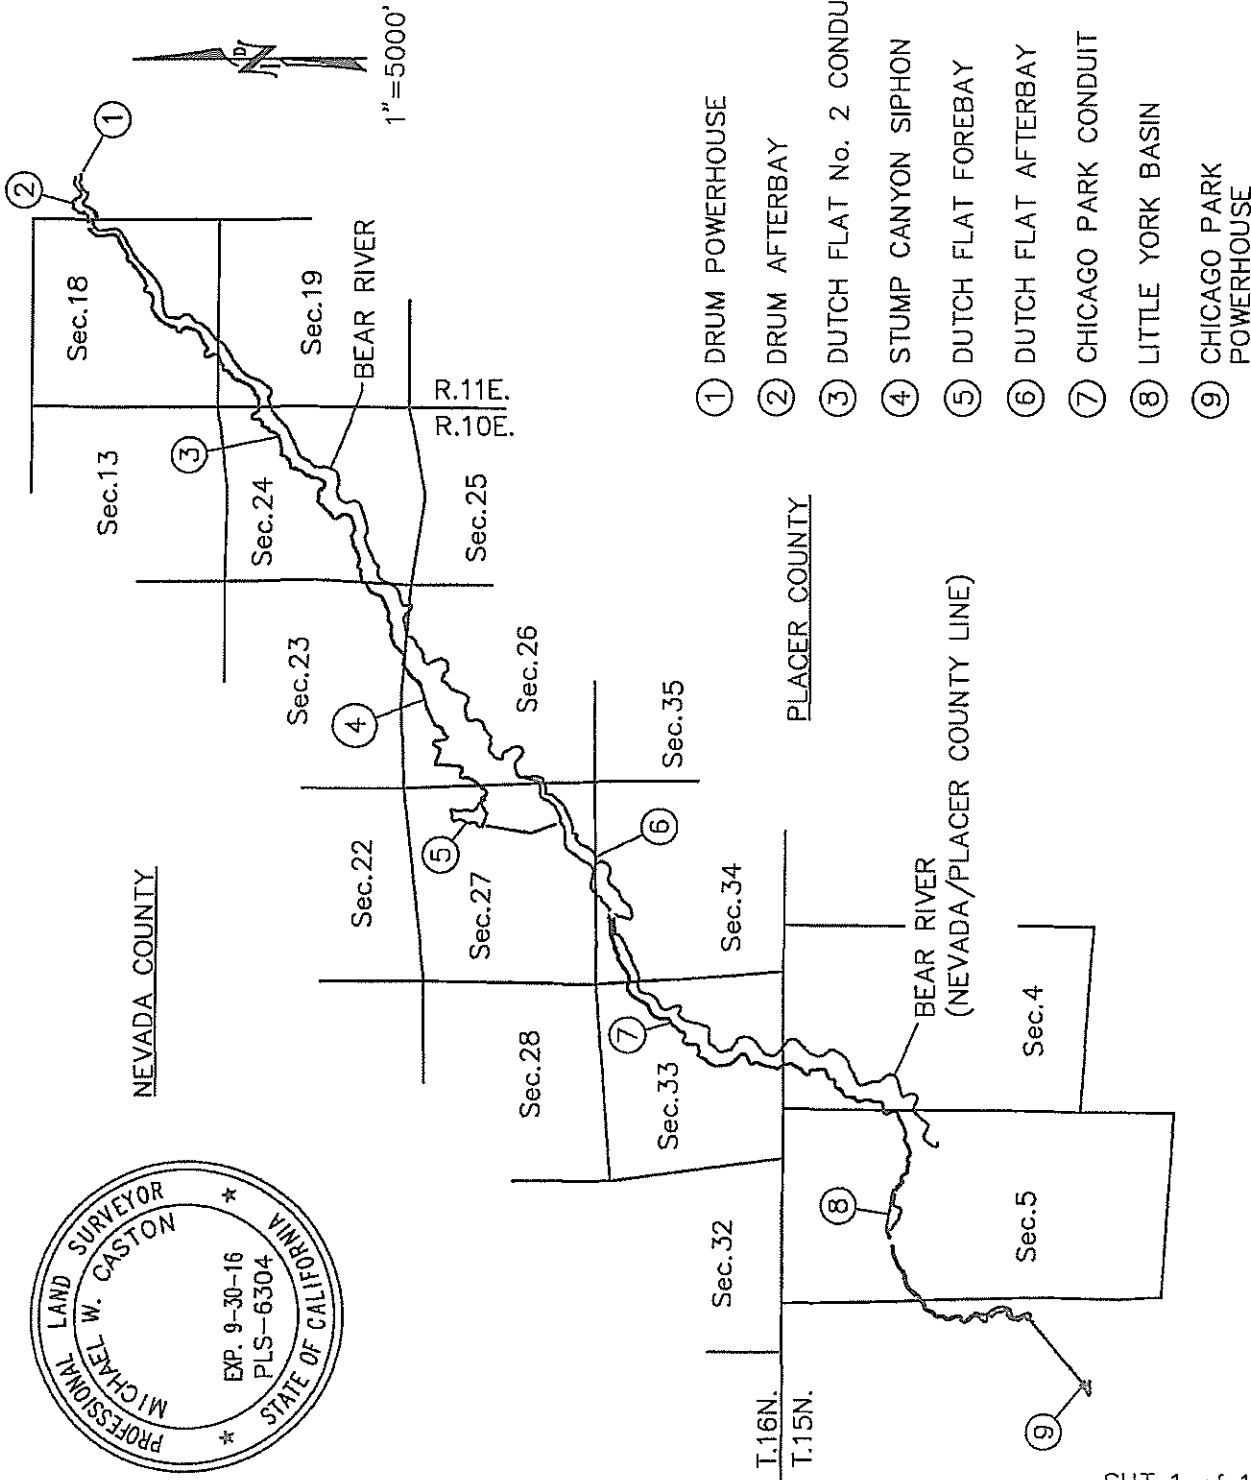 NEVADA COUNTY
PROFESSIONAL LAND SURVEYOR
MICHAEL W. CASTON
EXP. 9-30-16
PLS-6304
STATE OF CALIFORNIA
1"=5000'
1
2
Sec.18
Sec.13
3
Sec.19
BEAR RIVER
R.11E.
R.10E.
Sec.24
Sec.25
Sec.23
4
Sec.26
Sec.22
5
Sec.27
Sec.35
6
Sec.28
Sec.34
7
Sec.33
Sec.32
T.16N.
T.15N.
PLACER COUNTY
BEAR RIVER
(NEVADA/PLACER COUNTY LINE)
Sec.4
8
Sec.5
9
1 DRUM POWERHOUSE
2 DRUM AFTERBAY
3 DUTCH FLAT No. 2 CONDU
4 STUMP CANYON SIPHON
5 DUTCH FLAT FOREBAY
6 DUTCH FLAT AFTERBAY
7 CHICAGO PARK CONDUIT
8 LITTLE YORK BASIN
9 CHICAGO PARK
POWERHOUSE